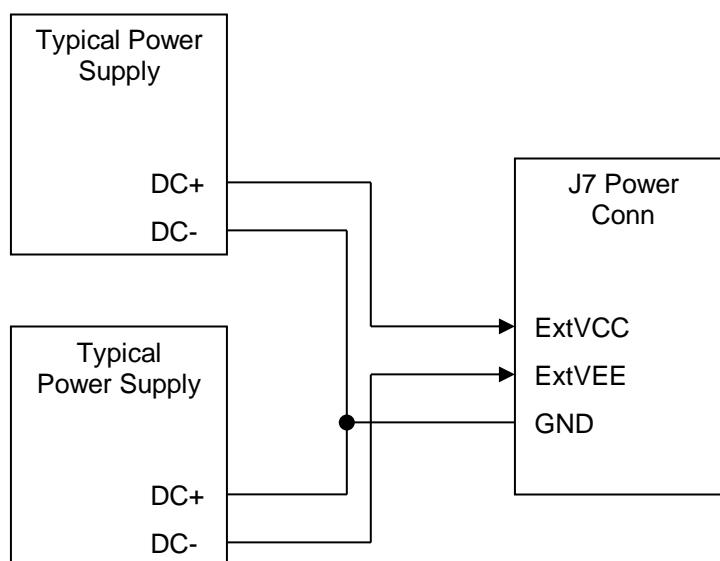 Typical Power
Supply
DC+
DC-
J7 Power
Conn
ExtVCC
ExtVEE
GND
Typical
Power Supply
DC+
DC-